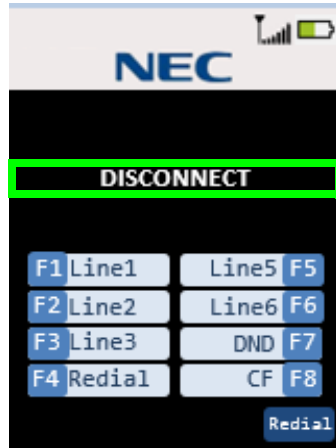 NEC
DISCONNECT
F1 Line1 Line5 F5
F2 Line2 Line6 F6
F3 Line3 DND F7
F4 Redial CF F8
Redial